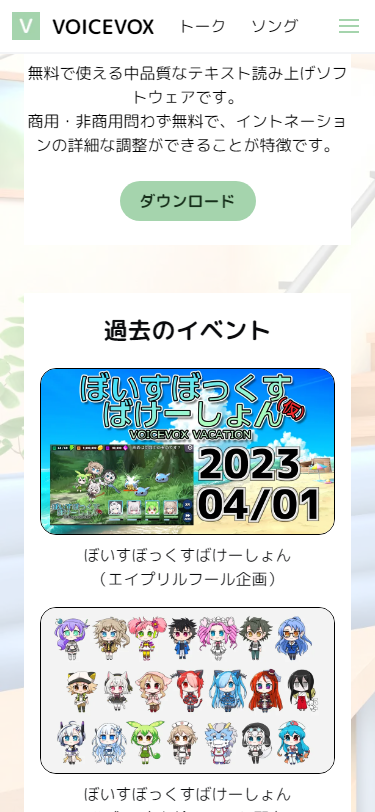 V VOICEVOX トーク ソング
無料で使える中品質なテキスト読み上げソフ
トウェアです。
商用・非商用問わず無料で、イントネーショ
ンの詳細な調整ができることが特徴です。
ダウンロード
過去のイベント
ぼいすぼっくす
ばけーしょん(仮)
VOICEVOX VACATION
2023
04/01
ぼいすぼっくすばけーしょん
（エイプリルフール企画）
ぼいすぼっくすばけーしょん